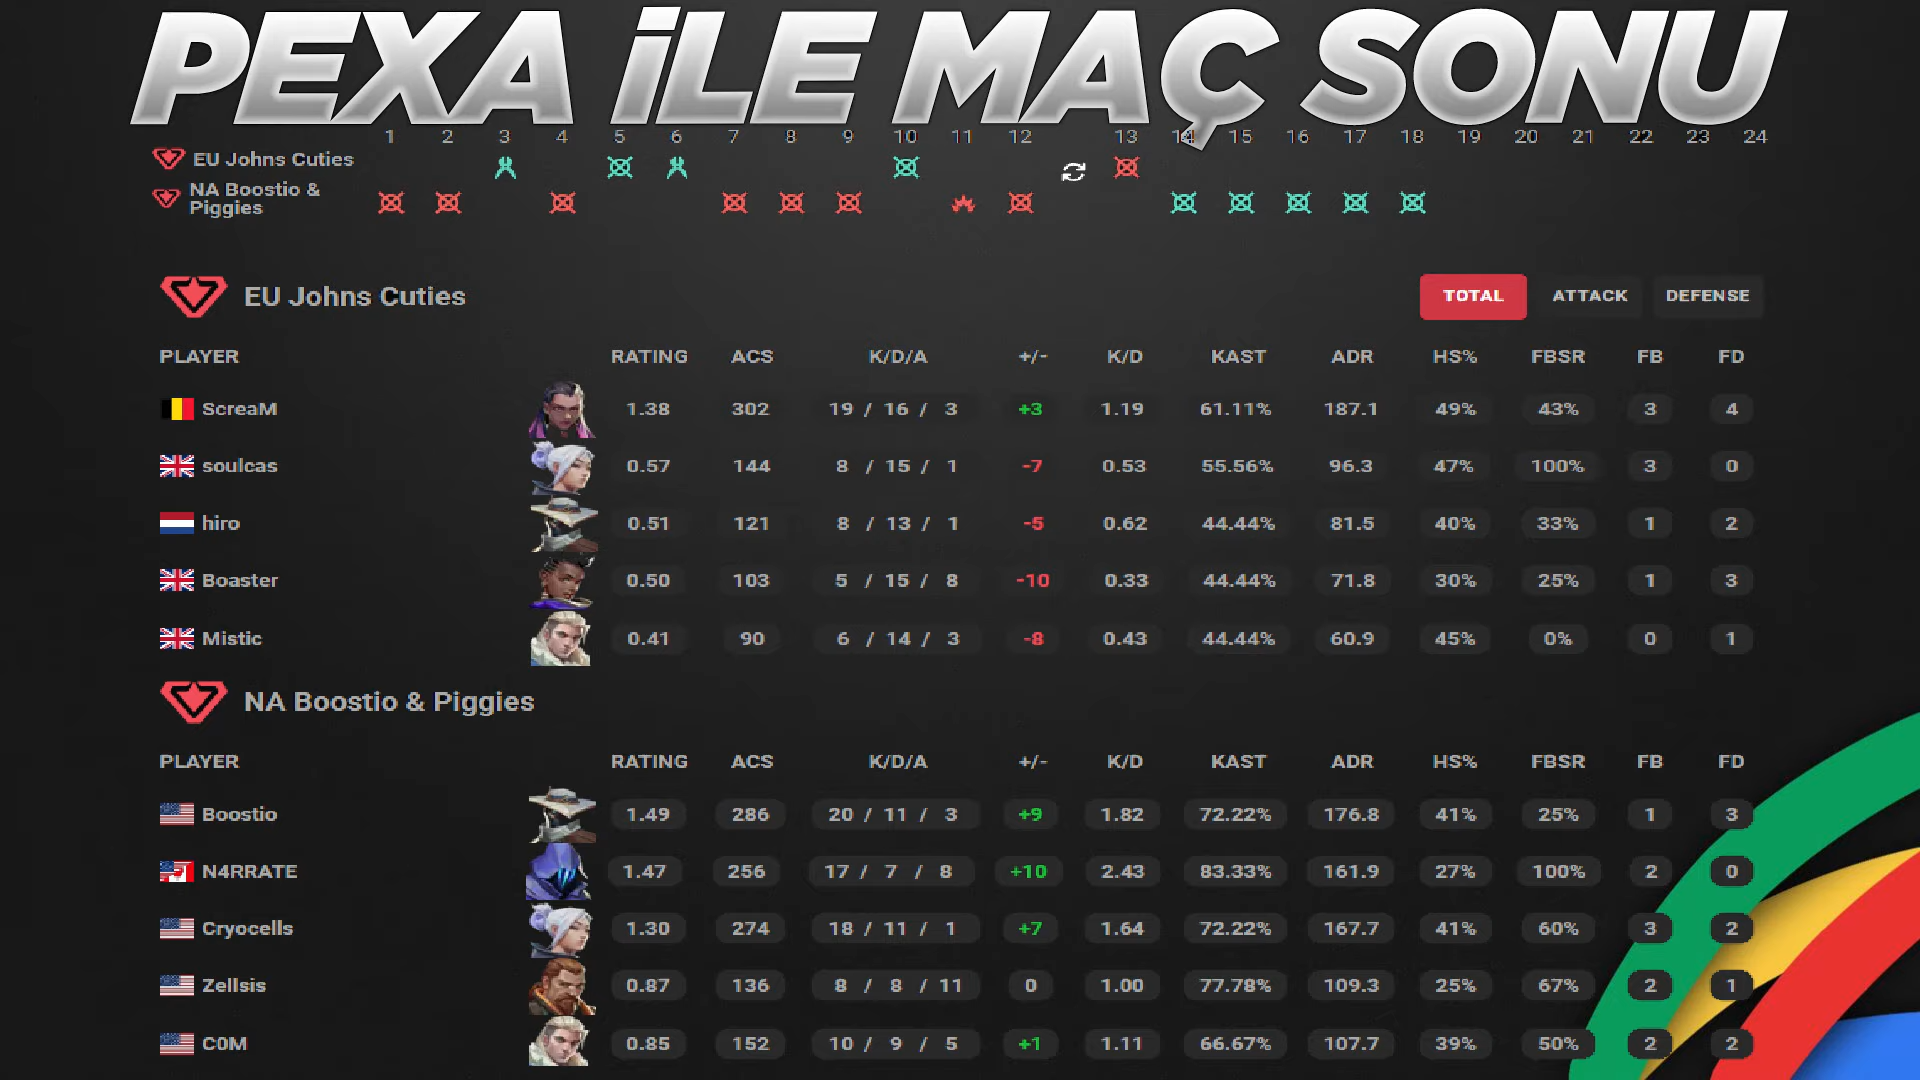 PEXA iLE MAÇ SONU
1 2 3 4 5 6 7 8 9 10 11 12 13 14 15 16 17 18 19 20 21 22 23 24
EU Johns Cuties
NA Boostio &
Piggies
EU Johns Cuties TOTAL ATTACK DEFENSE
PLAYER RATING ACS K/D/A +/- K/D KAST ADR HS% FBSR FB FD
ScreaM 1.38 302 19 / 16 / 3 +3 1.19 61.11% 187.1 49% 43% 3 4
soulcas 0.57 144 8 / 15 / 1 -7 0.53 55.56% 96.3 47% 100% 3 0
hiro 0.51 121 8 / 13 / 1 -5 0.62 44.44% 81.5 40% 33% 1 2
Boaster 0.50 103 5 / 15 / 8 -10 0.33 44.44% 71.8 30% 25% 1 3
Mistic 0.41 90 6 / 14 / 3 -8 0.43 44.44% 60.9 45% 0% 0 1
NA Boostio & Piggies
PLAYER RATING ACS K/D/A +/- K/D KAST ADR HS% FBSR FB FD
Boostio 1.49 286 20 / 11 / 3 +9 1.82 72.22% 176.8 41% 25% 1 3
N4RRATE 1.47 256 17 / 7 / 8 +10 2.43 83.33% 161.9 27% 100% 2 0
Cryocells 1.30 274 18 / 11 / 1 +7 1.64 72.22% 167.7 41% 60% 3 2
Zellsis 0.87 136 8 / 8 / 11 0 1.00 77.78% 109.3 25% 67% 2 1
C0M 0.85 152 10 / 9 / 5 +1 1.11 66.67% 107.7 39% 50% 2 2